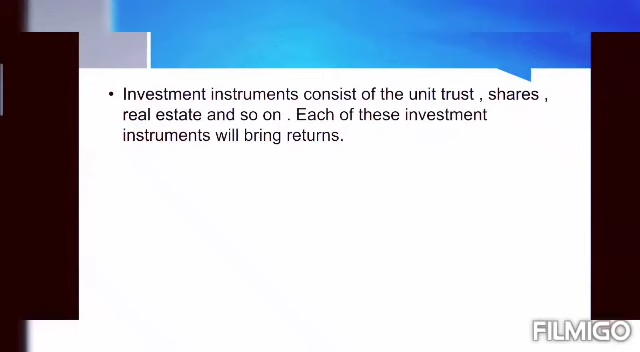 • Investment instruments consist of the unit trust , shares ,
real estate and so on . Each of these investment
instruments will bring returns.
FILMIGO